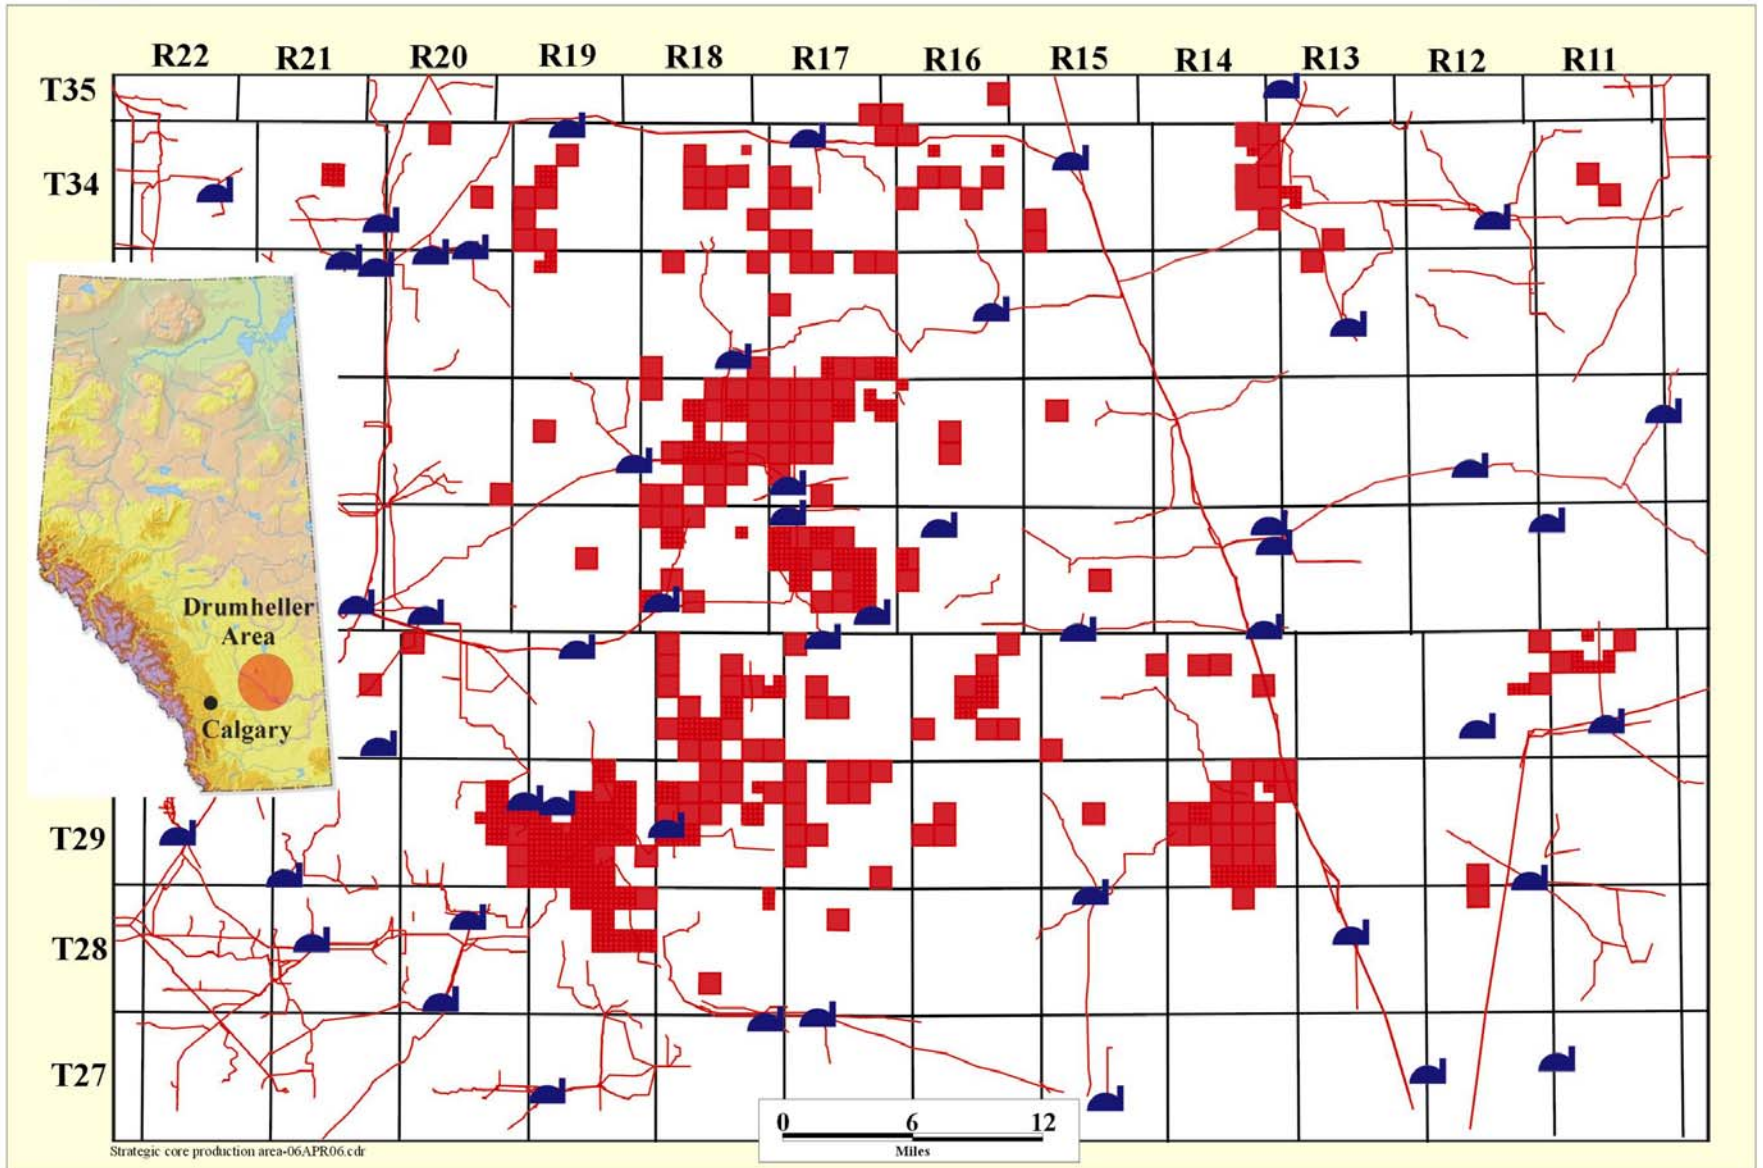 R22 R21 R20 R19 R18 R17 R16 R15 R14 R13 R12 R11
T35
T34
Drumheller
Area
Calgary
T29
T28
T27
0 6 12
Miles
Strategic core production area-06APR06.cdr